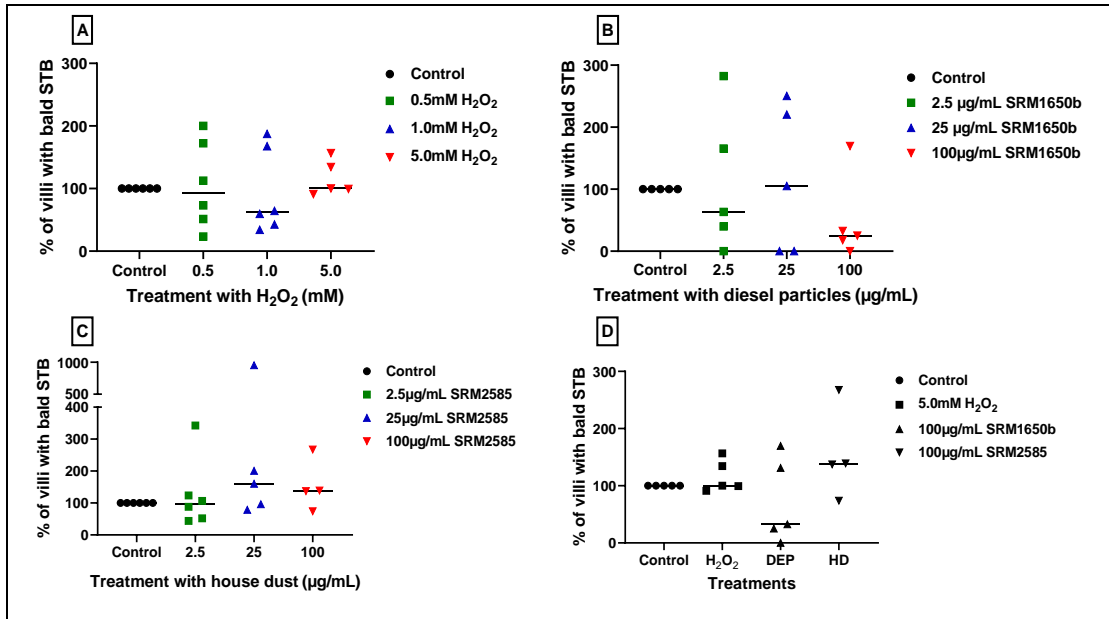 A
% of villi with bald STB
300
200
100
0
Control
0.5
1.0
5.0
Treatment with H₂O₂ (mM)
Control
0.5mM H₂O₂
1.0mM H₂O₂
5.0mM H₂O₂
B
% of villi with bald STB
300
200
100
0
Control
2.5
25
100
Treatment with diesel particles (µg/mL)
Control
2.5 µg/mL SRM1650b
25 µg/mL SRM1650b
100µg/mL SRM1650b
C
% of villi with bald STB
1000
500
400
300
200
100
0
Control
2.5
25
100
Treatment with house dust (µg/mL)
Control
2.5µg/mL SRM2585
25µg/mL SRM2585
100µg/mL SRM2585
D
% of villi with bald STB
300
200
100
0
Control
H₂O₂
DEP
HD
Treatments
Control
5.0mM H₂O₂
100µg/mL SRM1650b
100µg/mL SRM2585